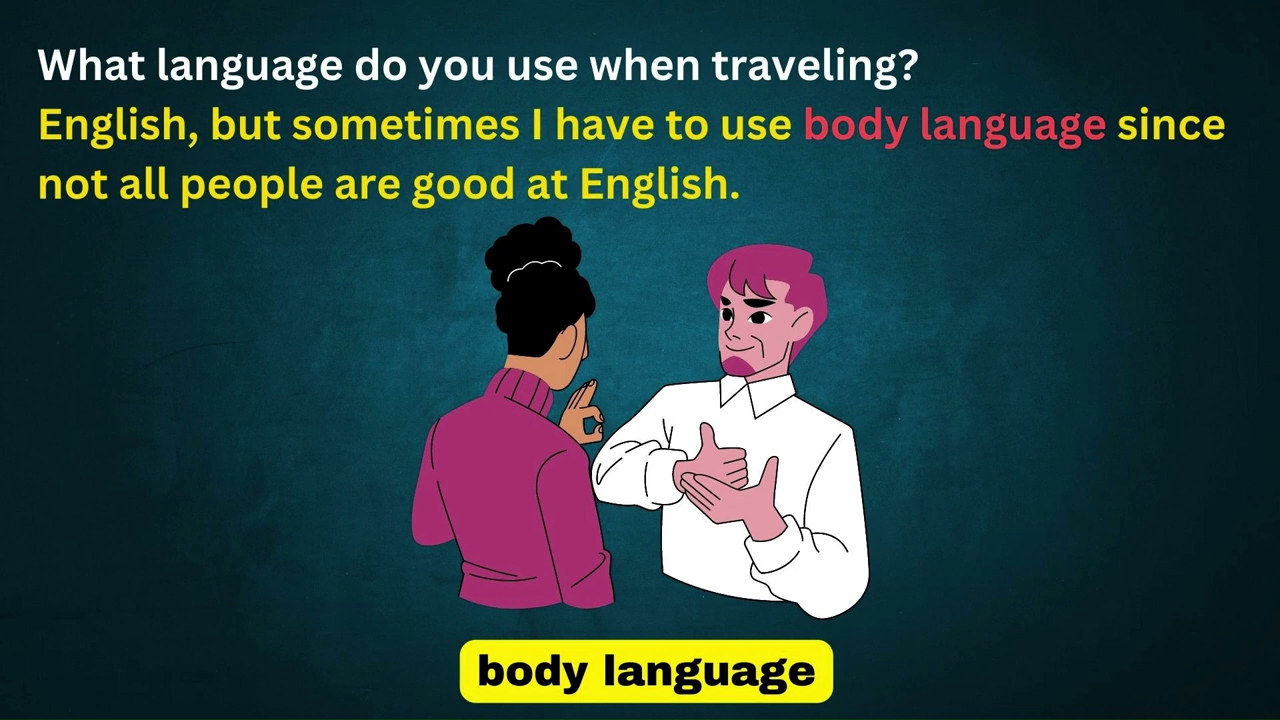 What language do you use when traveling?
English, but sometimes I have to use body language since
not all people are good at English.
body language